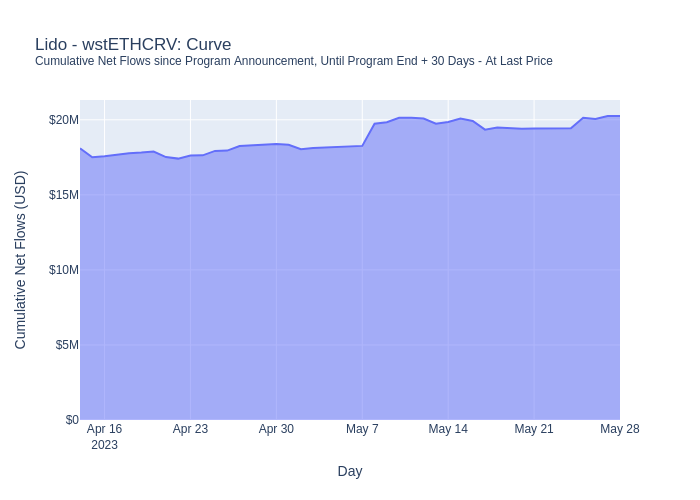 Lido - wstETHCRV: Curve
Cumulative Net Flows since Program Announcement, Until Program End + 30 Days - At Last Price
Cumulative Net Flows (USD)
$20M
$15M
$10M
$5M
$0
Apr 16 Apr 23 Apr 30 May 7 May 14 May 21 May 28
2023
Day